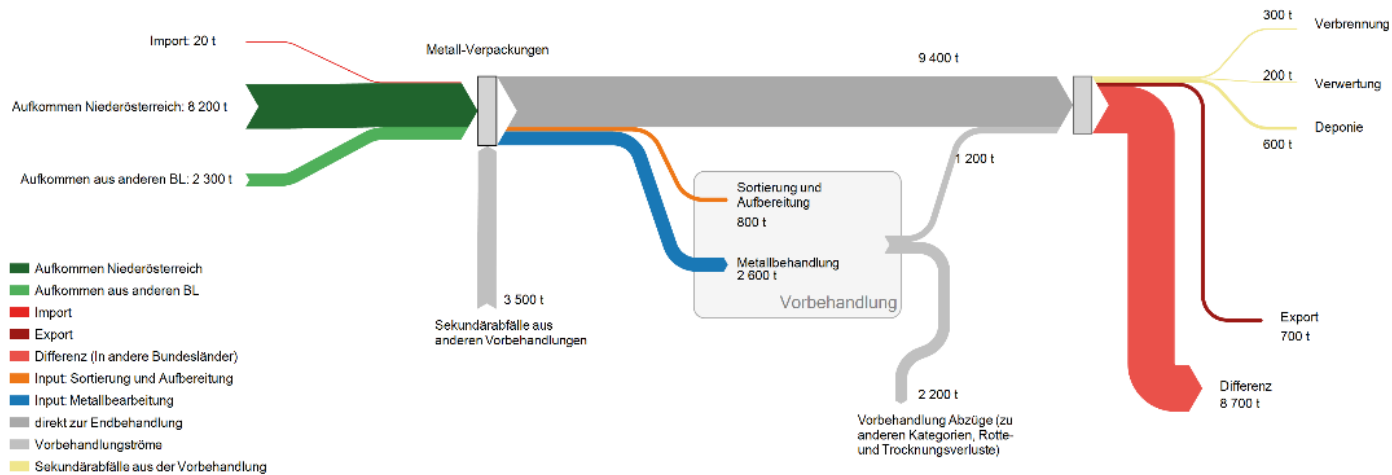 Import: 20 t
Metall-Verpackungen
9 400 t
300 t
Verbrennung
200 t
Verwertung
Aufkommen Niederösterreich: 8 200 t
Deponie
600 t
1 200 t
Aufkommen aus anderen BL: 2 300 t
Sortierung und
Aufbereitung
800 t
Metallbehandlung
2 600 t
Vorbehandlung
3 500 t
Sekundärabfälle aus
anderen Vorbehandlungen
Export
700 t
Differenz
8 700 t
2 200 t
Vorbehandlung Abzüge (zu
anderen Kategorien, Rotte-
und Trocknungsverluste)
Aufkommen Niederösterreich
Aufkommen aus anderen BL
Import
Export
Differenz (In andere Bundesländer)
Input: Sortierung und Aufbereitung
Input: Metallbearbeitung
direkt zur Endbehandlung
Vorbehandlungströme
Sekundärabfälle aus der Vorbehandlung